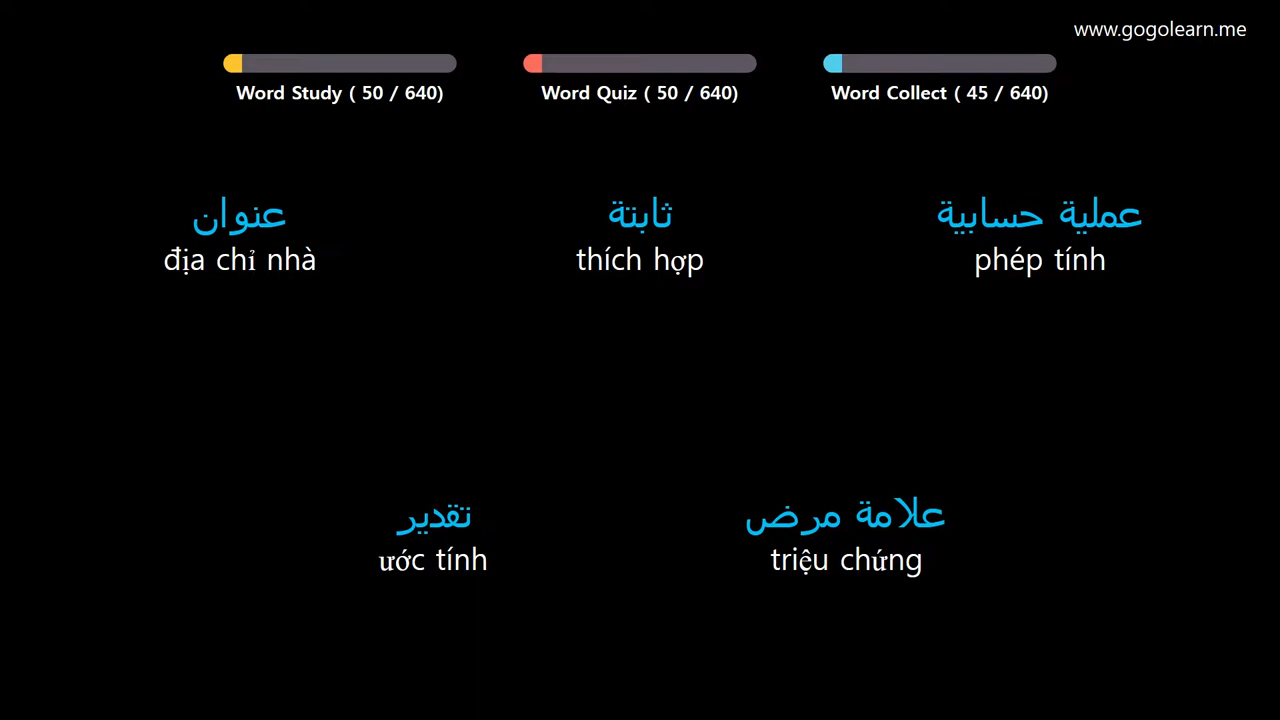 www.gogolearn.me
Word Study ( 50 / 640)
Word Quiz ( 50 / 640)
Word Collect ( 45 / 640)
عنوان
địa chỉ nhà
ثابتة
thích hợp
عملية حسابية
phép tính
تقدير
ước tính
علامة مرض
triệu chứng